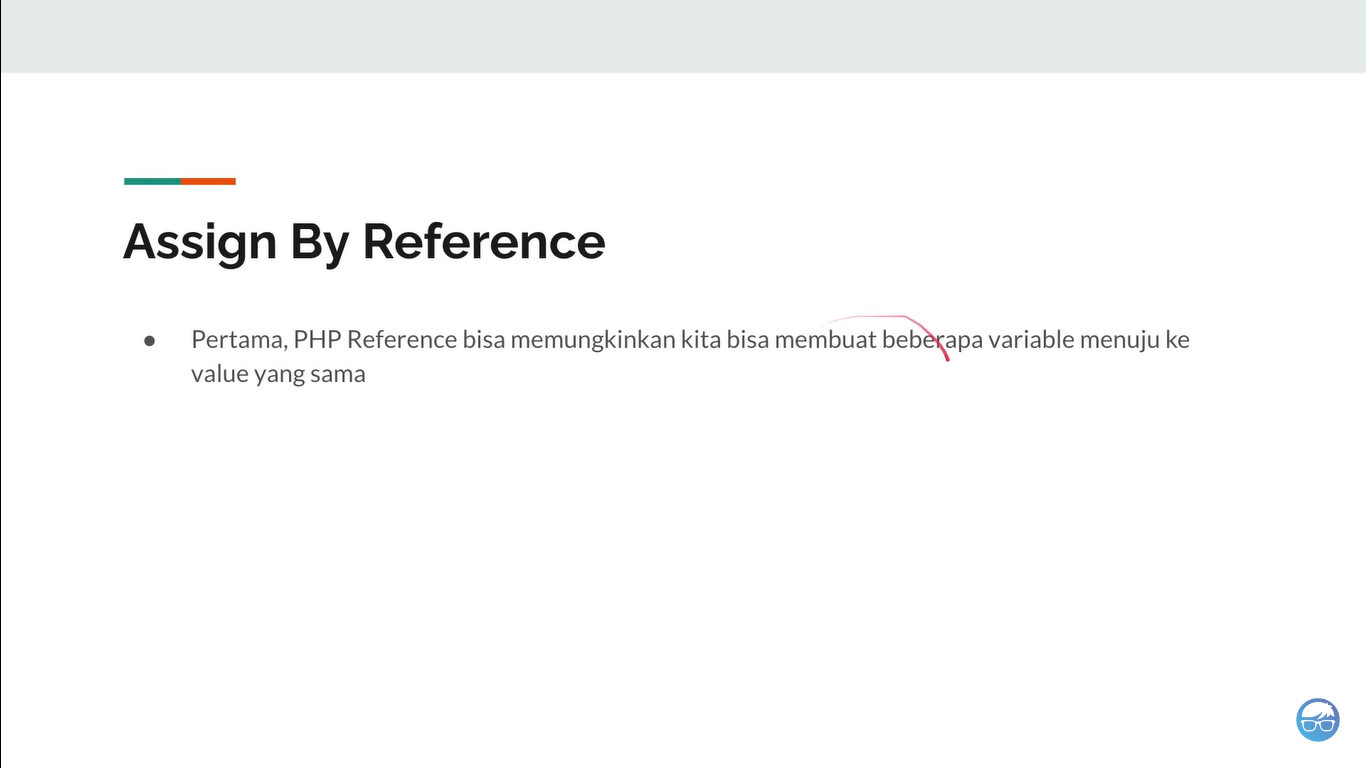 Assign By Reference
● Pertama, PHP Reference bisa memungkinkan kita bisa membuat beberapa variable menuju ke
value yang sama